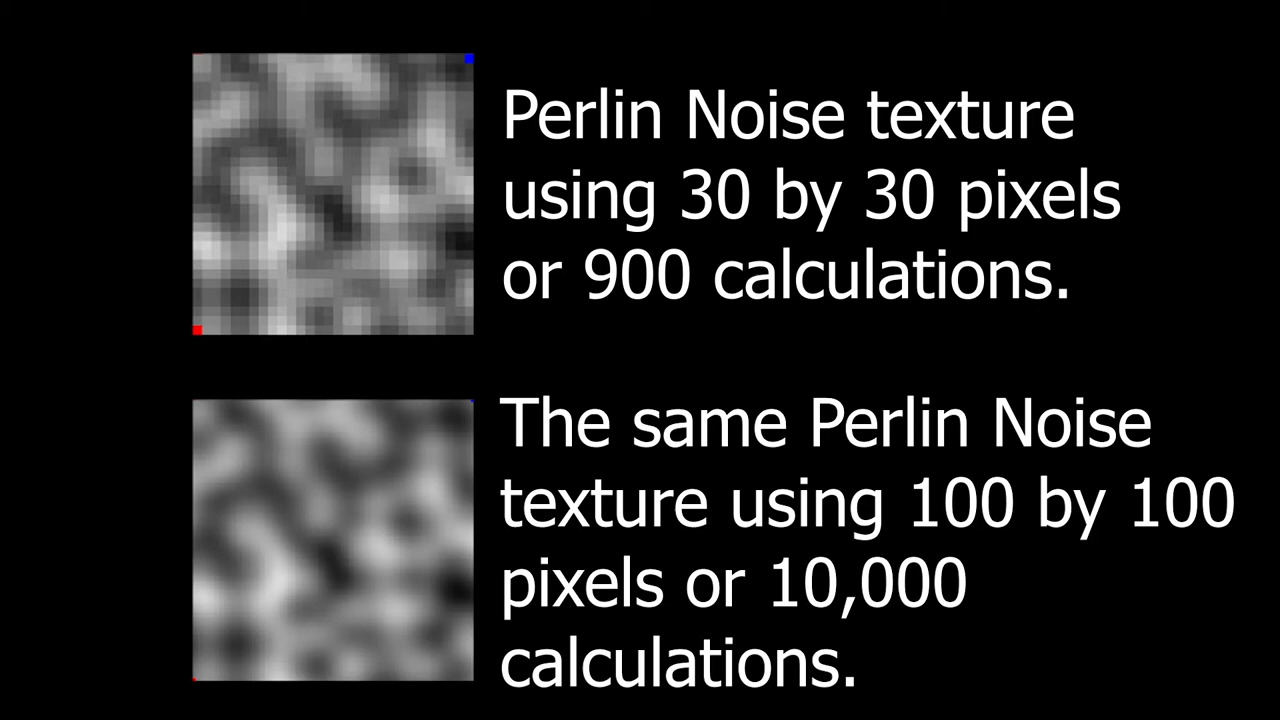 Perlin Noise texture
using 30 by 30 pixels
or 900 calculations.
The same Perlin Noise
texture using 100 by 100
pixels or 10,000
calculations.